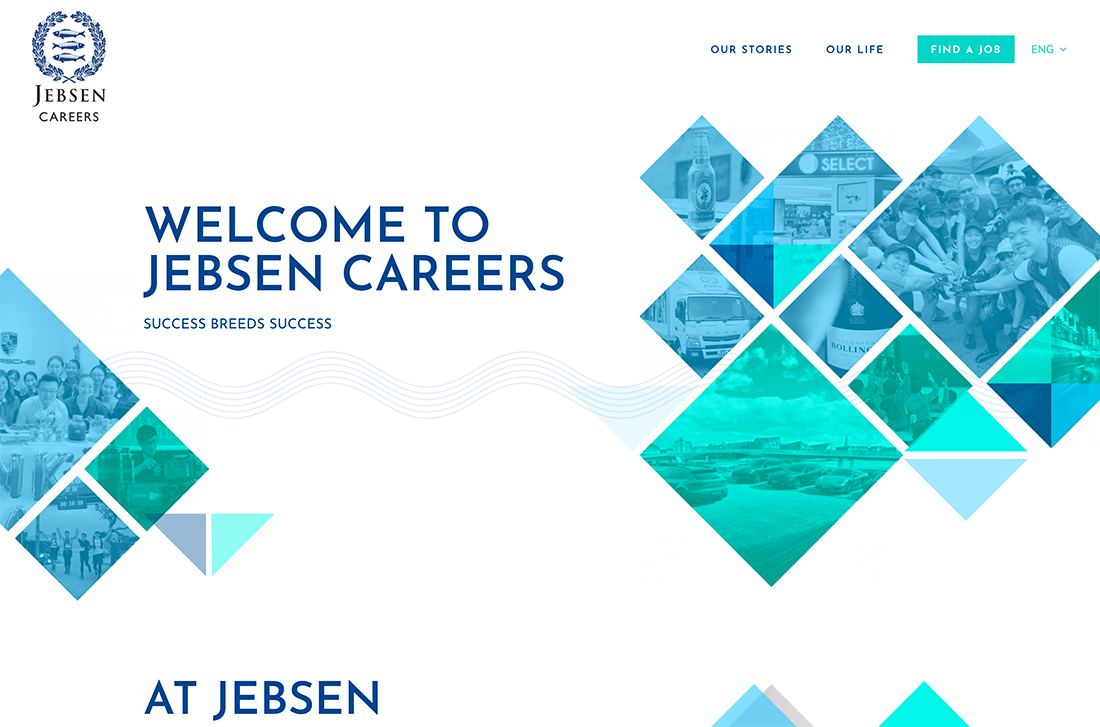 JEBSEN
CAREERS
OUR STORIES
OUR LIFE
FIND A JOB
ENG
SELECT
WELCOME TO
JEBSEN CAREERS
SUCCESS BREEDS SUCCESS
AT JEBSEN